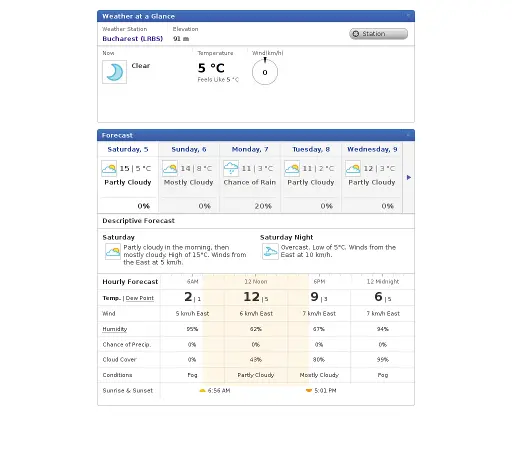 Weather at a Glance
Weather Station Elevation
Bucharest (LRBS) 91 m
Station
Now Temperature Wind(km/h)
Clear
5 °C
Feels Like 5 °C
0
Forecast
Saturday, 5 Sunday, 6 Monday, 7 Tuesday, 8 Wednesday, 9
15 | 5 °C 14 | 8 °C 11 | 3 °C 11 | 2 °C 12 | 3 °C
Partly Cloudy Mostly Cloudy Chance of Rain Partly Cloudy Partly Cloudy
0% 0% 20% 0% 0%
Descriptive Forecast
Saturday Saturday Night
Partly cloudy in the morning, then Overcast. Low of 5°C. Winds from the
mostly cloudy. High of 15°C. Winds from East at 10 km/h.
the East at 5 km/h.
Hourly Forecast 6AM 12 Noon 6PM 12 Midnight
Temp. | Dew Point 2 | 1 12 | 5 9 | 3 6 | 5
Wind 5 km/h East 6 km/h East 7 km/h East 7 km/h East
Humidity 95% 62% 67% 94%
Chance of Precip. 0% 0% 0% 0%
Cloud Cover 0% 43% 80% 99%
Conditions Fog Partly Cloudy Mostly Cloudy Fog
Sunrise & Sunset 6:56 AM 5:01 PM